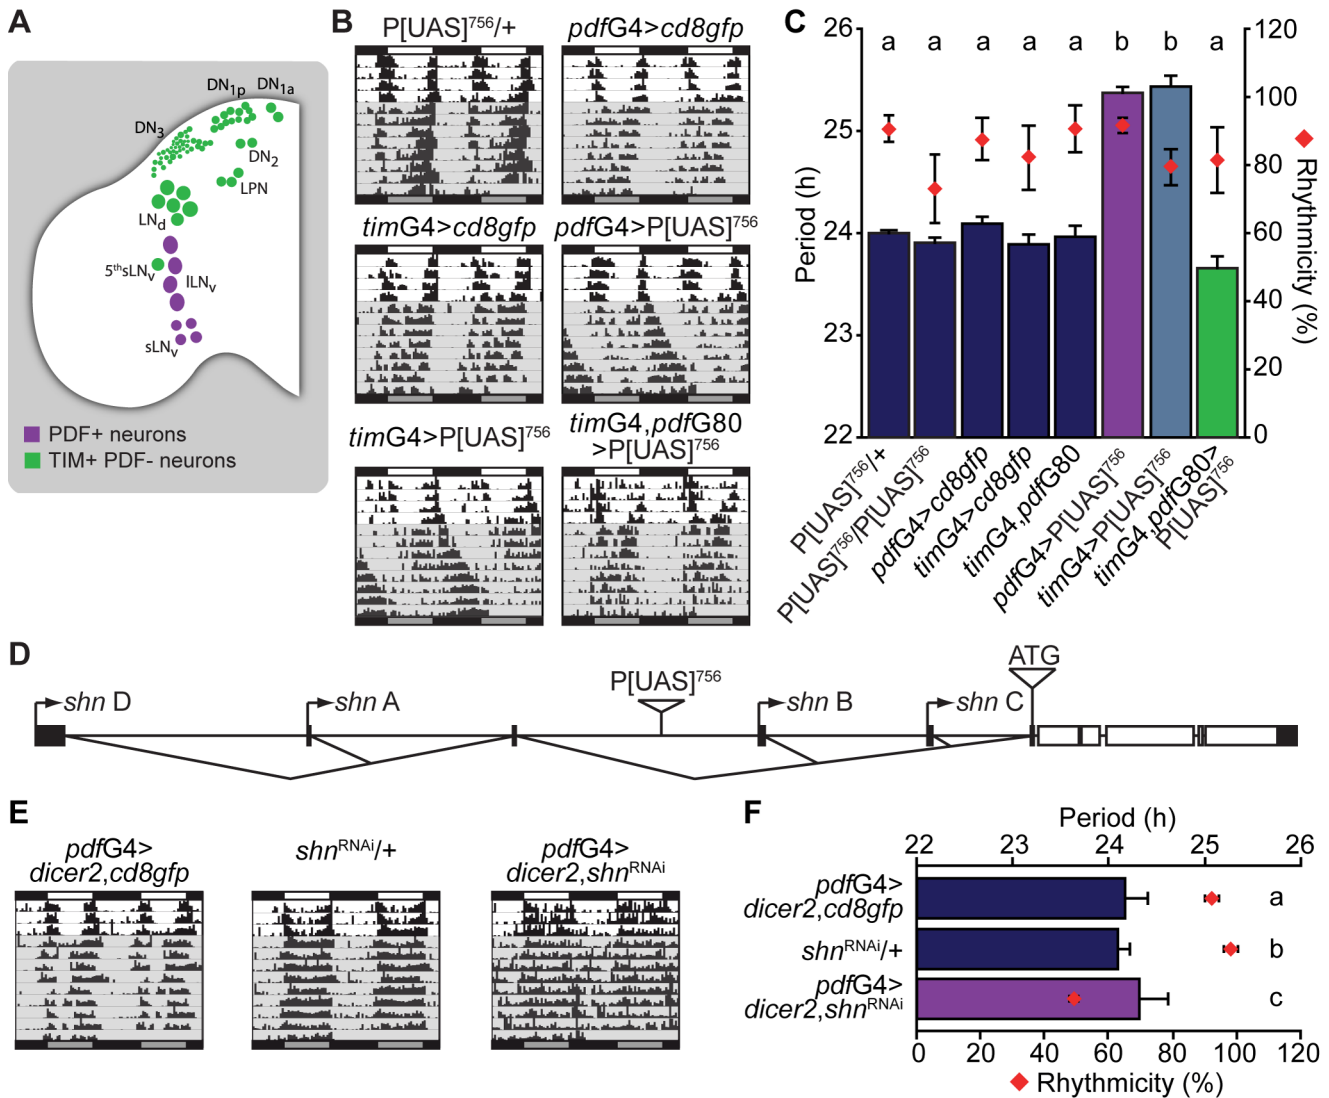 A
DN1p
DN1a
DN3
DN2
LPN
LNd
5thsLNv
lLNv
sLNv
PDF+ neurons
TIM+ PDF- neurons
B
P[UAS]756/+
pdfG4>cd8gfp
timG4>cd8gfp
pdfG4>P[UAS]756
timG4>P[UAS]756
timG4,pdfG80
>P[UAS]756
C
26
25
24
23
22
Period (h)
a
a
a
a
a
b
b
a
120
100
80
60
40
20
0
Rhythmicity (%)
P[UAS]756/+
P[UAS]756/P[UAS]756
pdfG4>cd8gfp
timG4>cd8gfp
timG4,pdfG80
pdfG4>P[UAS]756
timG4>P[UAS]756
timG4,pdfG80>
P[UAS]756
D
shn D
shn A
P[UAS]756
shn B
shn C
ATG
E
pdfG4>
dicer2,cd8gfp
shnRNAi/+
pdfG4>
dicer2,shnRNAi
F
Period (h)
22 23 24 25 26
pdfG4>
dicer2,cd8gfp
a
shnRNAi/+
b
pdfG4>
dicer2,shnRNAi
c
0 20 40 60 80 100 120
Rhythmicity (%)